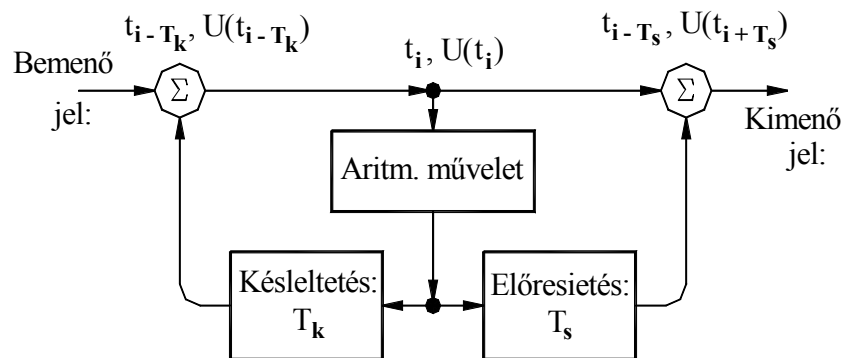 t_{i - T_k}, U(t_{i - T_k})
t_i, U(t_i)
t_{i - T_s}, U(t_{i + T_s})
Bemenő
jel:
Σ
Σ
Kimenő
jel:
Aritm. művelet
Késleltetés:
T_k
Előresietés:
T_s